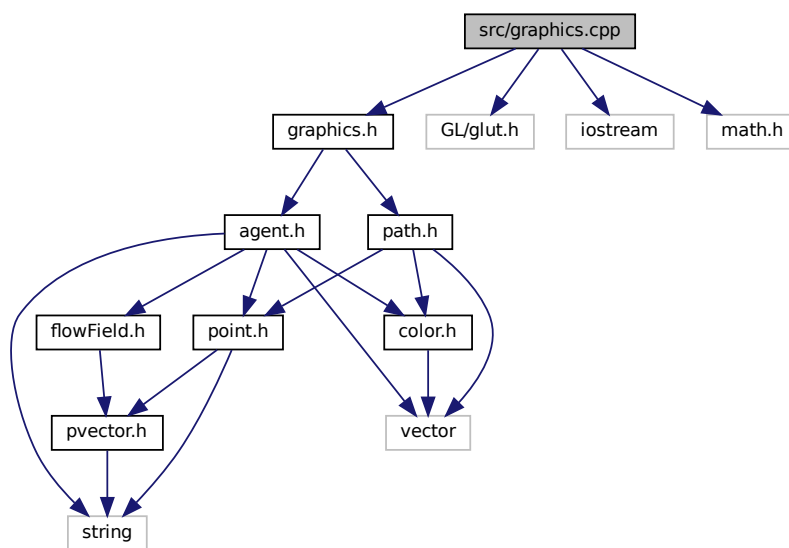 src/graphics.cpp
graphics.h
GL/glut.h
iostream
math.h
agent.h
path.h
flowField.h
point.h
color.h
pvector.h
vector
string